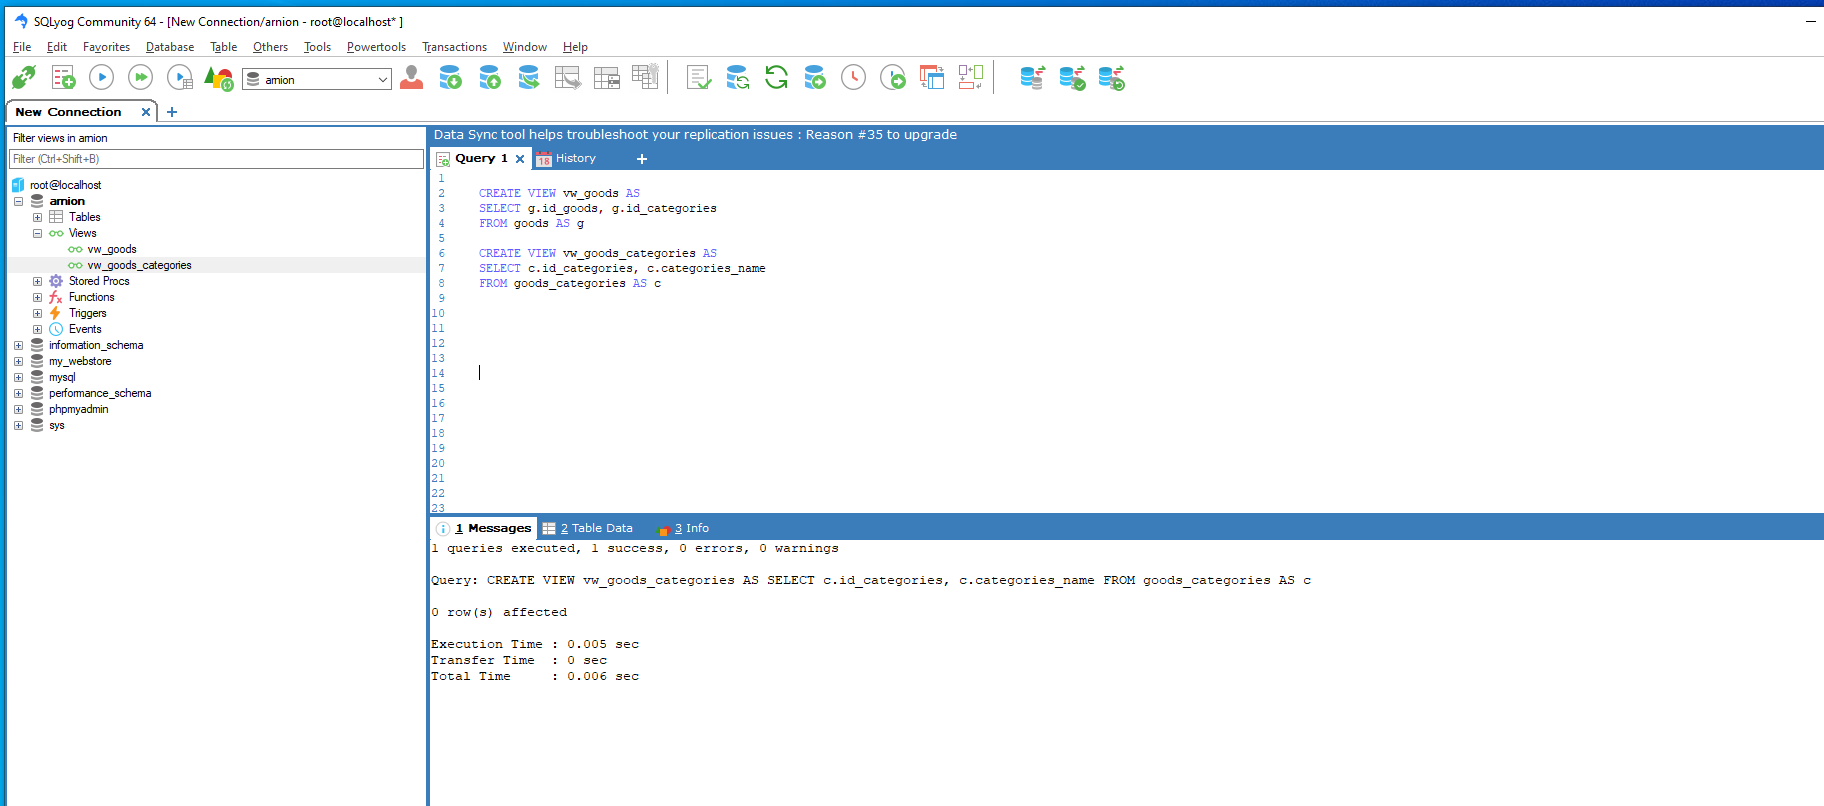 SQLyog Community 64 - [New Connection/arnion - root@localhost* ]
File Edit Favorites Database Table Others Tools Powertools Transactions Window Help
arnion
New Connection
Filter views in arnion
Filter (Ctrl+Shift+B)
root@localhost
arnion
Tables
Views
vw_goods
vw_goods_categories
Stored Procs
Functions
Triggers
Events
information_schema
my_webstore
mysql
performance_schema
phpmyadmin
sys
Data Sync tool helps troubleshoot your replication issues : Reason #35 to upgrade
Query 1 18 History
1
2 CREATE VIEW vw_goods AS
3 SELECT g.id_goods, g.id_categories
4 FROM goods AS g
5
6 CREATE VIEW vw_goods_categories AS
7 SELECT c.id_categories, c.categories_name
8 FROM goods_categories AS c
9
10
11
12
13
14
15
16
17
18
19
20
21
22
23
1 Messages 2 Table Data 3 Info
1 queries executed, 1 success, 0 errors, 0 warnings
Query: CREATE VIEW vw_goods_categories AS SELECT c.id_categories, c.categories_name FROM goods_categories AS c
0 row(s) affected
Execution Time : 0.005 sec
Transfer Time : 0 sec
Total Time : 0.006 sec